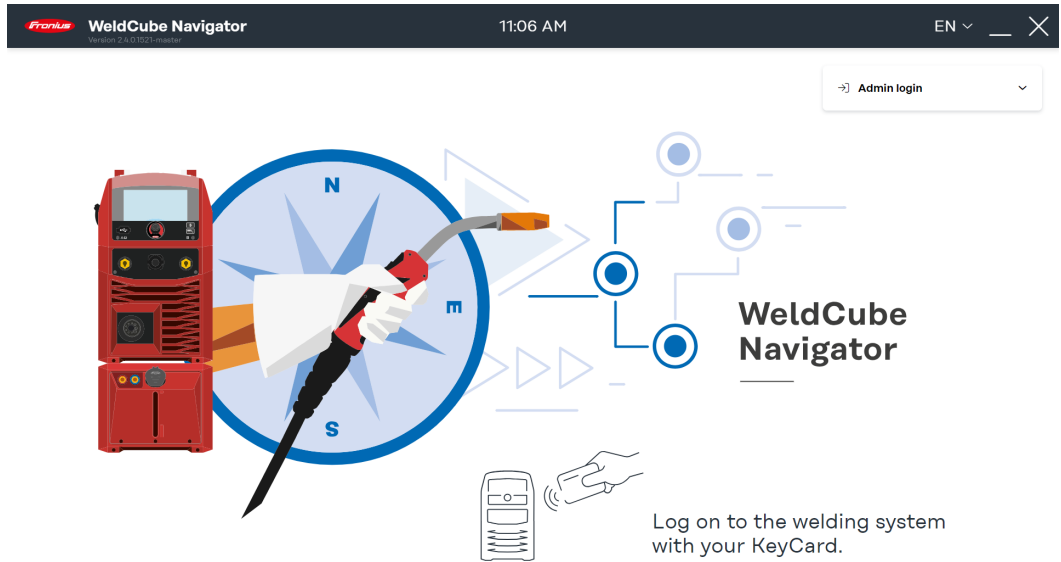 Fronius
WeldCube Navigator
Version 2.4.0.1521-master
11:06 AM
EN
Admin login
N
E
S
WeldCube
Navigator
Log on to the welding system
with your KeyCard.